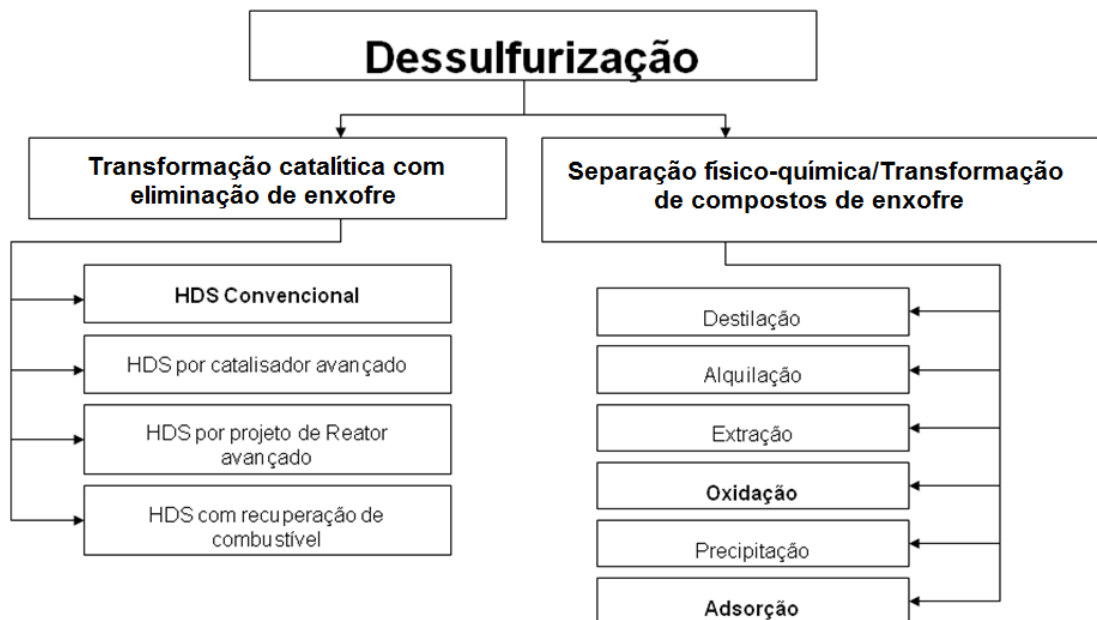 Dessulfurização
Transformação catalítica com
eliminação de enxofre
Separação físico-química/Transformação
de compostos de enxofre
HDS Convencional
HDS por catalisador avançado
HDS por projeto de Reator
avançado
HDS com recuperação de
combustível
Destilação
Alquilação
Extração
Oxidação
Precipitação
Adsorção